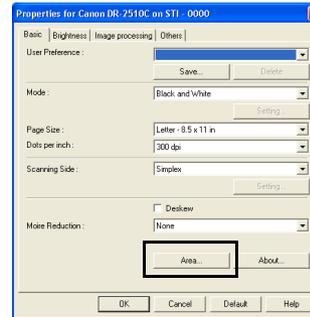 Properties for Canon DR-2510C on STI - 0000
Basic Brightness Image processing Others
User Preference :
Save... Delete
Mode : Black and White
Setting...
Page Size : Letter - 8.5 x 11 in
Dots per inch : 300 dpi
Scanning Side : Simplex
Setting...
Deskew
Moire Reduction : None
Area... About...
OK Cancel Default Help